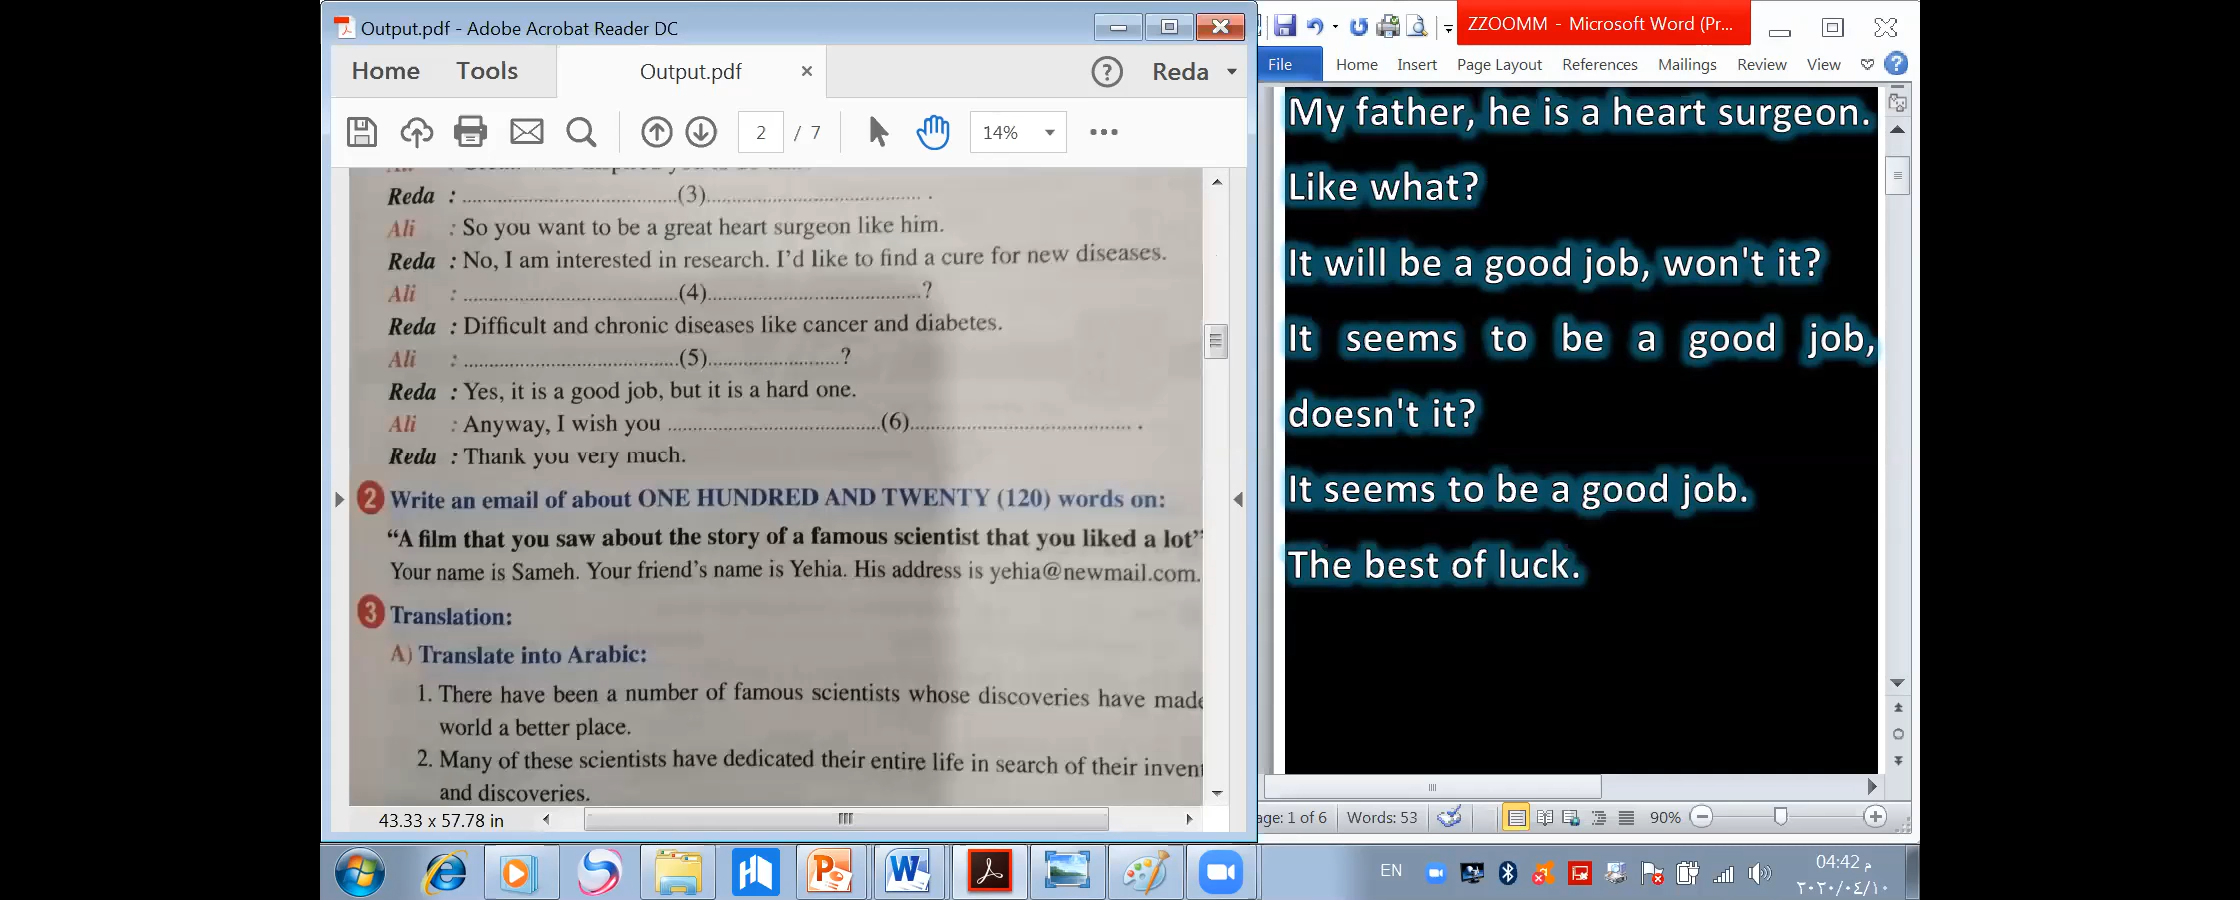 Output.pdf - Adobe Acrobat Reader DC
Home Tools Output.pdf × Reda
2 / 7 14%
Reda : (3) .
Ali : So you want to be a great heart surgeon like him.
Reda : No, I am interested in research. I'd like to find a cure for new diseases.
Ali : (4) ?
Reda : Difficult and chronic diseases like cancer and diabetes.
Ali : (5) ?
Reda : Yes, it is a good job, but it is a hard one.
Ali : Anyway, I wish you (6) .
Reda : Thank you very much.
2 Write an email of about ONE HUNDRED AND TWENTY (120) words on:
"A film that you saw about the story of a famous scientist that you liked a lot"
Your name is Sameh. Your friend's name is Yehia. His address is yehia@newmail.com.
3 Translation:
A) Translate into Arabic:
1. There have been a number of famous scientists whose discoveries have made
world a better place.
2. Many of these scientists have dedicated their entire life in search of their invent
and discoveries.
43.33 x 57.78 in
ZZOOMM - Microsoft Word (Pr...
File Home Insert Page Layout References Mailings Review View
My father, he is a heart surgeon.
Like what?
It will be a good job, won't it?
It seems to be a good job,
doesn't it?
It seems to be a good job.
The best of luck.
age: 1 of 6 Words: 53 90%
EN
04:42 م
٢٠٢٠/٠٤/١٠